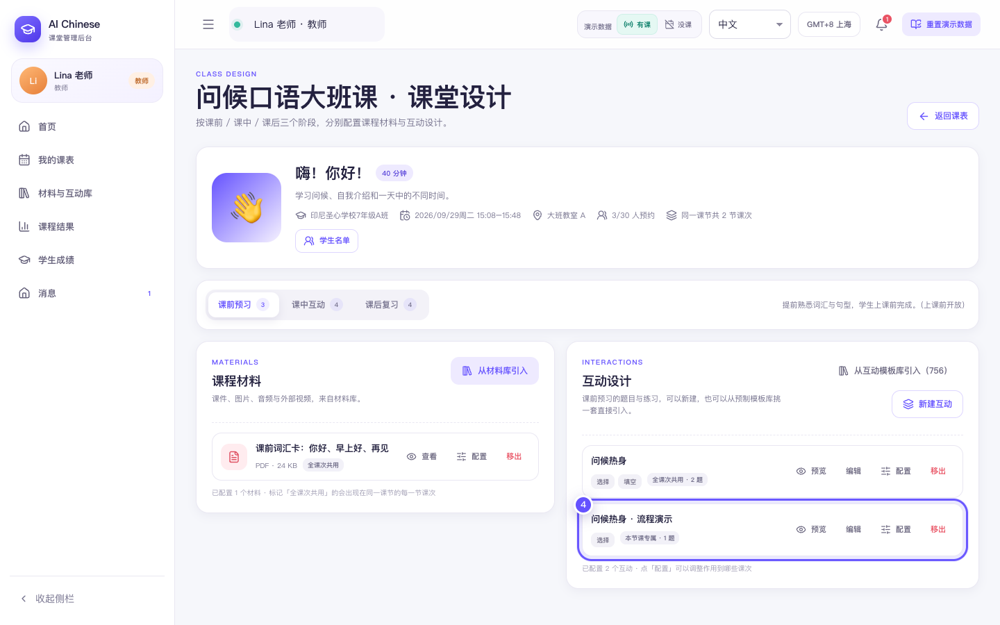 AI Chinese
课堂管理后台
Li
Lina 老师
教师
教师
首页
我的课表
材料与互动库
课程结果
学生成绩
消息
1
收起侧栏
Lina 老师 · 教师
演示数据
有课
没课
中文
GMT+8 上海
1
重置演示数据
CLASS DESIGN
问候口语大班课 · 课堂设计
按课前 / 课中 / 课后三个阶段，分别配置课程材料与互动设计。
返回课表
嗨！你好！
40 分钟
学习问候、自我介绍和一天中的不同时间。
印尼圣心学校7年级A班
2026/09/29周二 15:08–15:48
大班教室 A
3/30 人预约
同一课节共 2 节课次
学生名单
课前预习 3
课中互动 4
课后复习 4
提前熟悉词汇与句型，学生上课前完成。（上课前开放）
MATERIALS
课程材料
课件、图片、音频与外部视频，来自材料库。
从材料库引入
课前词汇卡：你好、早上好、再见
PDF · 24 KB
全课次共用
查看
配置
移出
已配置 1 个材料 · 标记「全课次共用」的会出现在同一课节的每一节课次
INTERACTIONS
互动设计
课前预习的题目与练习，可以新建，也可以从预制模板库挑
一套直接引入。
从互动模板库引入（756）
新建互动
问候热身
选择
填空
全课次共用 · 2 题
预览
编辑
配置
移出
4
问候热身 · 流程演示
选择
本节课专属 · 1 题
预览
编辑
配置
移出
已配置 2 个互动 · 点「配置」可以调整作用到哪些课次